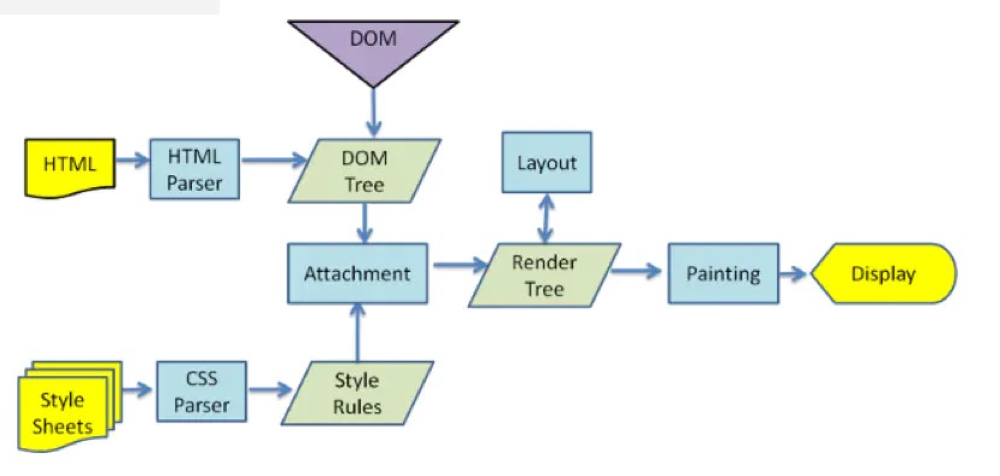 DOM
HTML
HTML
Parser
DOM
Tree
Layout
Attachment
Render
Tree
Painting
Display
Style
Sheets
CSS
Parser
Style
Rules